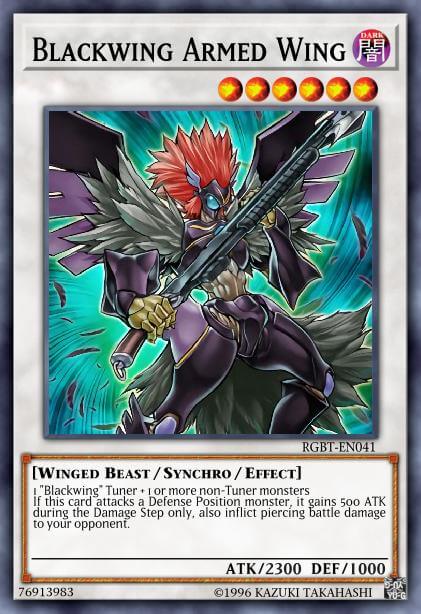 BLACKWING ARMED WING
DARK
闇
RGBT-EN041
[WINGED BEAST / SYNCHRO / EFFECT]
1 "Blackwing" Tuner + 1 or more non-Tuner monsters
If this card attacks a Defense Position monster, it gains 500 ATK
during the Damage Step only, also inflict piercing battle damage
to your opponent.
ATK/2300 DEF/1000
76913983
©1996 KAZUKI TAKAHASHI